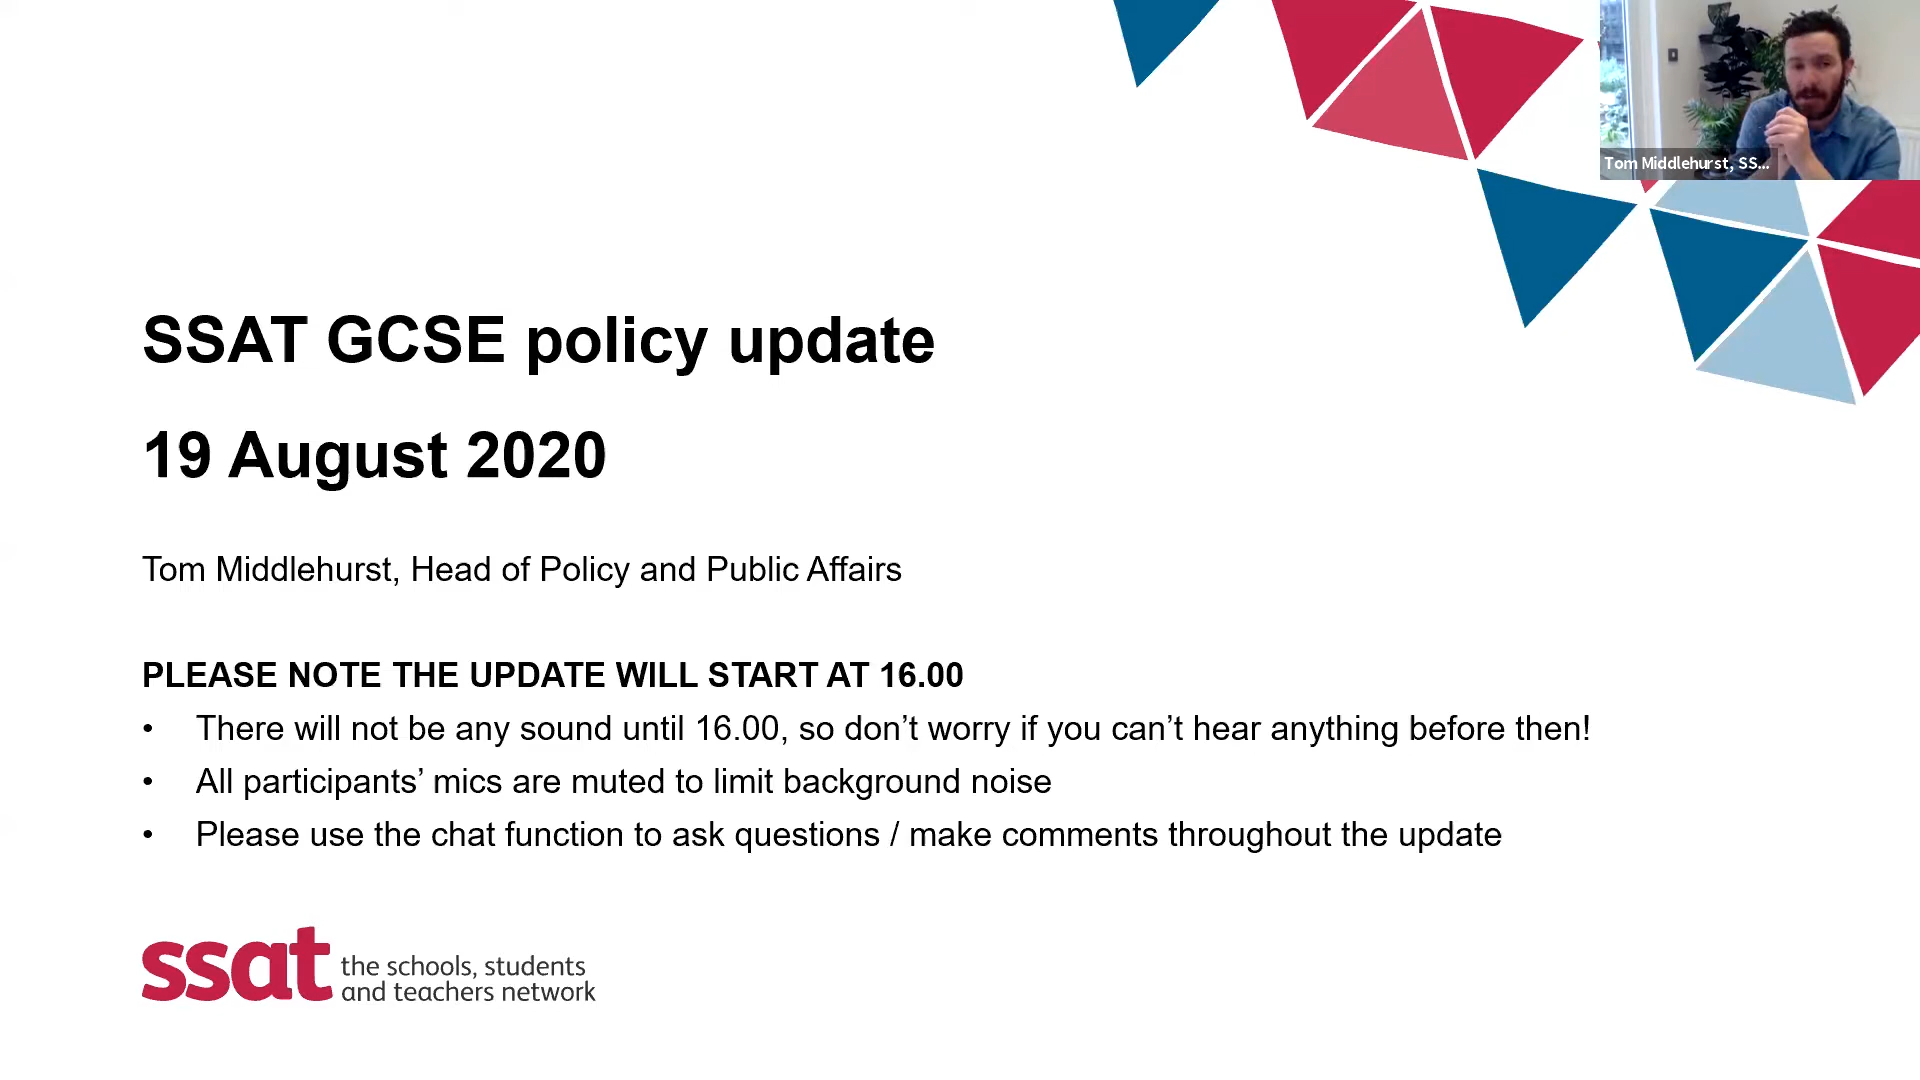 Tom Middlehurst, SS...
SSAT GCSE policy update
19 August 2020
Tom Middlehurst, Head of Policy and Public Affairs
PLEASE NOTE THE UPDATE WILL START AT 16.00
• There will not be any sound until 16.00, so don’t worry if you can’t hear anything before then!
• All participants’ mics are muted to limit background noise
• Please use the chat function to ask questions / make comments throughout the update
ssat the schools, students
and teachers network